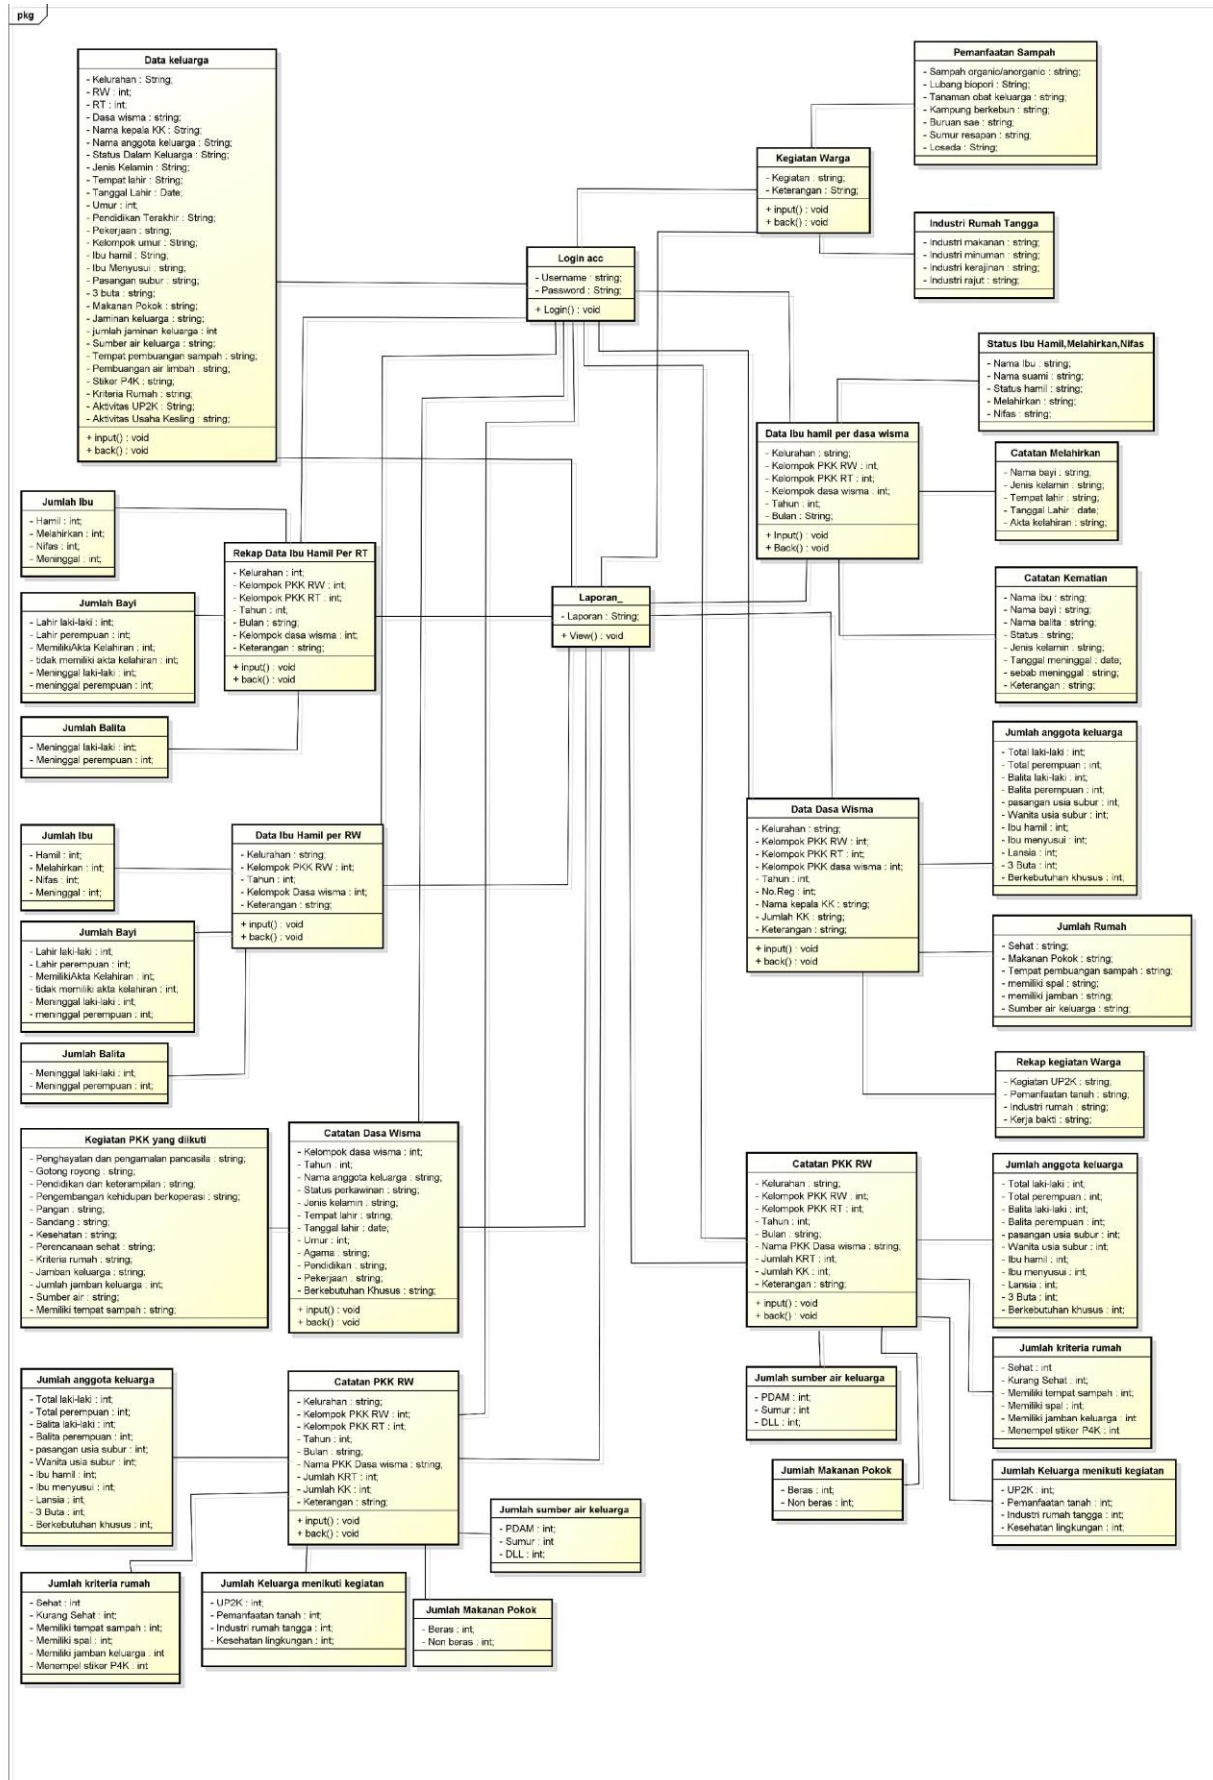 pkg
Data keluarga
- Kelurahan : String;
- RW : int;
- RT : int;
- Dasa wisma : string;
- Nama kepala KK : String;
- Nama anggota keluarga : String;
- Status Dalam Keluarga : String;
- Jenis Kelamin : String;
- Tempat lahir : String;
- Tanggal Lahir : Date;
- Umur : int;
- Pendidikan Terakhir : String;
- Pekerjaan : string;
- Kelompok umur : String;
- Ibu hamil : String;
- Ibu Menyusui : string;
- Pasangan subur : string;
- 3 buta : string;
- Makanan Pokok : string;
- Jaminan keluarga : string;
- jumlah jaminan keluarga : int
- Sumber air keluarga : string;
- Tempat pembuangan sampah : string;
- Pembuangan air limbah : string;
- Stiker P4K : string;
- Kriteria Rumah : string;
- Aktivitas UP2K : String;
- Aktivitas Usaha Kesling : string;
+ input() : void
+ back() : void
Pemanfaatan Sampah
- Sampah organic/anorganic : string;
- Lubang biopori : String;
- Tanaman obat keluarga : string;
- Kampung berkebun : string;
- Buruan sae : string;
- Sumur resapan : string;
- Loseda : String;
Kegiatan Warga
- Kegiatan : string;
- Keterangan : String;
+ input() : void
+ back() : void
Industri Rumah Tangga
- Industri makanan : string;
- Industri minuman : string;
- Industri kerajinan : string;
- Industri rajut : string;
Login acc
- Username : string;
- Password : String;
+ Login() : void
Status Ibu Hamil,Melahirkan,Nifas
- Nama Ibu : string;
- Nama suami : string;
- Status hamil : string;
- Melahirkan : string;
- Nifas : string;
Data Ibu hamil per dasa wisma
- Kelurahan : string;
- Kelompok PKK RW : int;
- Kelompok PKK RT : int;
- Kelompok dasa wisma : int;
- Tahun : int;
- Bulan : String;
+ Input() : void
+ Back() : void
Catatan Melahirkan
- Nama bayi : string;
- Jenis kelamin : string;
- Tempat lahir : string;
- Tanggal Lahir : date;
- Akta kelahiran : string;
Catatan Kematian
- Nama ibu : string;
- Nama bayi : string;
- Nama balita : string;
- Status : string;
- Jenis kelamin : string;
- Tanggal meninggal : date;
- sebab meninggal : string;
- Keterangan : string;
Jumlah Ibu
- Hamil : int;
- Melahirkan : int;
- Nifas : int;
- Meninggal : int;
Rekap Data Ibu Hamil Per RT
- Kelurahan : int;
- Kelompok PKK RW : int;
- Kelompok PKK RT : int;
- Tahun : int;
- Bulan : string;
- Kelompok dasa wisma : int;
- Keterangan : string;
+ input() : void
+ back() : void
Jumlah Bayi
- Lahir laki-laki : int;
- Lahir perempuan : int;
- MemilikiAkta Kelahiran : int;
- tidak memiliki akta kelahiran : int;
- Meninggal laki-laki : int;
- meninggal perempuan : int;
Jumlah Balita
- Meninggal laki-laki : int;
- Meninggal perempuan : int;
Laporan_
- Laporan : String;
+ View() : void
Jumlah anggota keluarga
- Total laki-laki : int;
- Total perempuan : int;
- Balita laki-laki : int;
- Balita perempuan : int;
- pasangan usia subur : int;
- Wanita usia subur : int;
- Ibu hamil : int;
- Ibu menyusui : int;
- Lansia : int;
- 3 Buta : int;
- Berkebutuhan khusus : int;
Data Dasa Wisma
- Kelurahan : string;
- Kelompok PKK RW : int;
- Kelompok PKK RT : int;
- Kelompok PKK dasa wisma : int;
- Tahun : int;
- No.Reg : int;
- Nama kepala KK : string;
- Jumlah KK : string;
- Keterangan : string;
+ input() : void
+ back() : void
Jumlah Rumah
- Sehat : string;
- Makanan Pokok : string;
- Tempat pembuangan sampah : string;
- memiliki spal : string;
- memiliki jamban : string;
- Sumber air keluarga : string;
Rekap kegiatan Warga
- Kegiatan UP2K : string;
- Pemanfaatan tanah : string;
- Industri rumah : string;
- Kerja bakti : string;
Jumlah Ibu
- Hamil : int;
- Melahirkan : int;
- Nifas : int;
- Meninggal : int;
Data Ibu Hamil per RW
- Kelurahan : string;
- Kelompok PKK RW : int;
- Tahun : int;
- Kelompok Dasa wisma : int;
- Keterangan : string;
+ input() : void
+ back() : void
Jumlah Bayi
- Lahir laki-laki : int;
- Lahir perempuan : int;
- MemilikiAkta Kelahiran : int;
- tidak memiliki akta kelahiran : int;
- Meninggal laki-laki : int;
- meninggal perempuan : int;
Jumlah Balita
- Meninggal laki-laki : int;
- Meninggal perempuan : int;
Kegiatan PKK yang diikuti
- Penghayatan dan pengamalan pancasila : string;
- Gotong royong : string;
- Pendidikan dan keterampilan : string;
- Pengembangan kehidupan berkoperasi : string;
- Pangan : string;
- Sandang : string;
- Kesehatan : string;
- Perencanaan sehat : string;
- Kriteria rumah : string;
- Jamban keluarga : string;
- Jumlah jamban keluarga : int;
- Sumber air : string;
- Memiliki tempat sampah : string;
Catatan Dasa Wisma
- Kelompok dasa wisma : int;
- Tahun : int;
- Nama anggota keluarga : string;
- Status perkawinan : string;
- Jenis kelamin : string;
- Tempat lahir : string;
- Tanggal lahir : date;
- Umur : int;
- Agama : string;
- Pendidikan : string;
- Pekerjaan : string;
- Berkebutuhan Khusus : string;
+ input() : void
+ back() : void
Catatan PKK RW
- Kelurahan : string;
- Kelompok PKK RW : int;
- Kelompok PKK RT : int;
- Tahun : int;
- Bulan : string;
- Nama PKK Dasa wisma : string;
- Jumlah KRT : int;
- Jumlah KK : int;
- Keterangan : string;
+ input() : void
+ back() : void
Jumlah anggota keluarga
- Total laki-laki : int;
- Total perempuan : int;
- Balita laki-laki : int;
- Balita perempuan : int;
- pasangan usia subur : int;
- Wanita usia subur : int;
- Ibu hamil : int;
- Ibu menyusui : int;
- Lansia : int;
- 3 Buta : int;
- Berkebutuhan khusus : int;
Jumlah kriteria rumah
- Sehat : int
- Kurang Sehat : int;
- Memiliki tempat sampah : int;
- Memiliki spal : int;
- Memiliki jamban keluarga : int
- Menempel stiker P4K : int
Jumlah sumber air keluarga
- PDAM : int;
- Sumur : int
- DLL : int;
Jumlah Makanan Pokok
- Beras : int;
- Non beras : int;
Jumlah Keluarga menikuti kegiatan
- UP2K : int;
- Pemanfaatan tanah : int;
- Industri rumah tangga : int;
- Kesehatan lingkungan : int;
Jumlah anggota keluarga
- Total laki-laki : int;
- Total perempuan : int;
- Balita laki-laki : int;
- Balita perempuan : int;
- pasangan usia subur : int;
- Wanita usia subur : int;
- Ibu hamil : int;
- Ibu menyusui : int;
- Lansia : int;
- 3 Buta : int;
- Berkebutuhan khusus : int;
Catatan PKK RW
- Kelurahan : string;
- Kelompok PKK RW : int;
- Kelompok PKK RT : int;
- Tahun : int;
- Bulan : string;
- Nama PKK Dasa wisma : string;
- Jumlah KRT : int;
- Jumlah KK : int;
- Keterangan : string;
+ input() : void
+ back() : void
Jumlah sumber air keluarga
- PDAM : int;
- Sumur : int
- DLL : int;
Jumlah kriteria rumah
- Sehat : int
- Kurang Sehat : int;
- Memiliki tempat sampah : int;
- Memiliki spal : int;
- Memiliki jamban keluarga : int
- Menempel stiker P4K : int
Jumlah Keluarga menikuti kegiatan
- UP2K : int;
- Pemanfaatan tanah : int;
- Industri rumah tangga : int;
- Kesehatan lingkungan : int;
Jumlah Makanan Pokok
- Beras : int;
- Non beras : int;